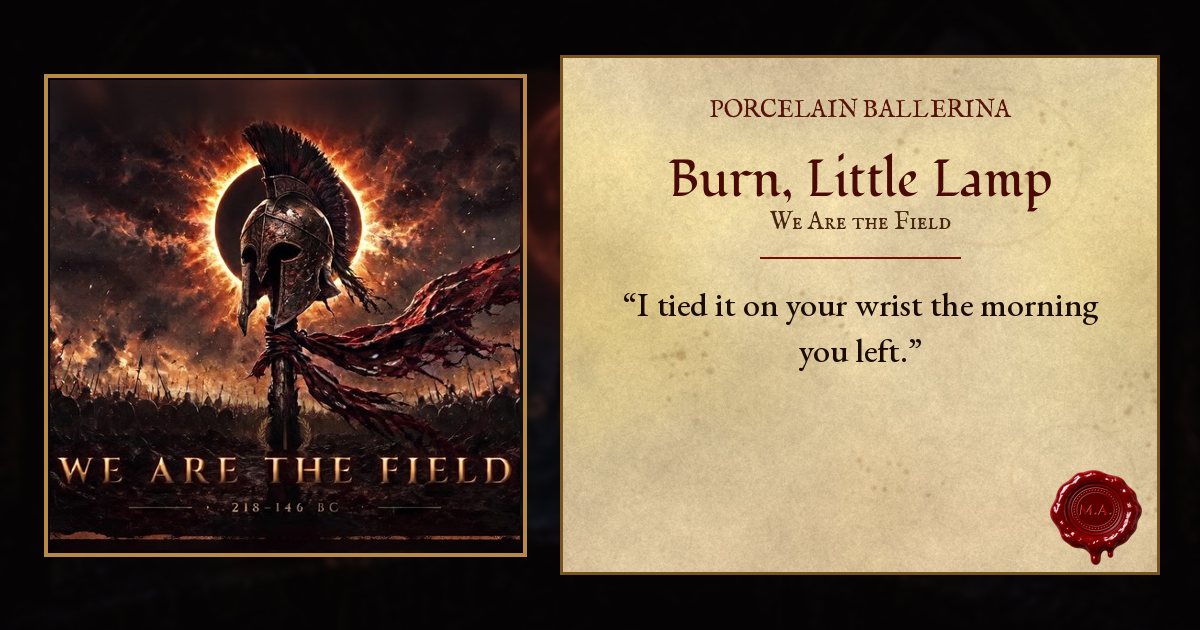 WE ARE THE FIELD
218–146 BC
PORCELAIN BALLERINA
Burn, Little Lamp
We Are the Field
“I tied it on your wrist the morning
you left.”
M.A.